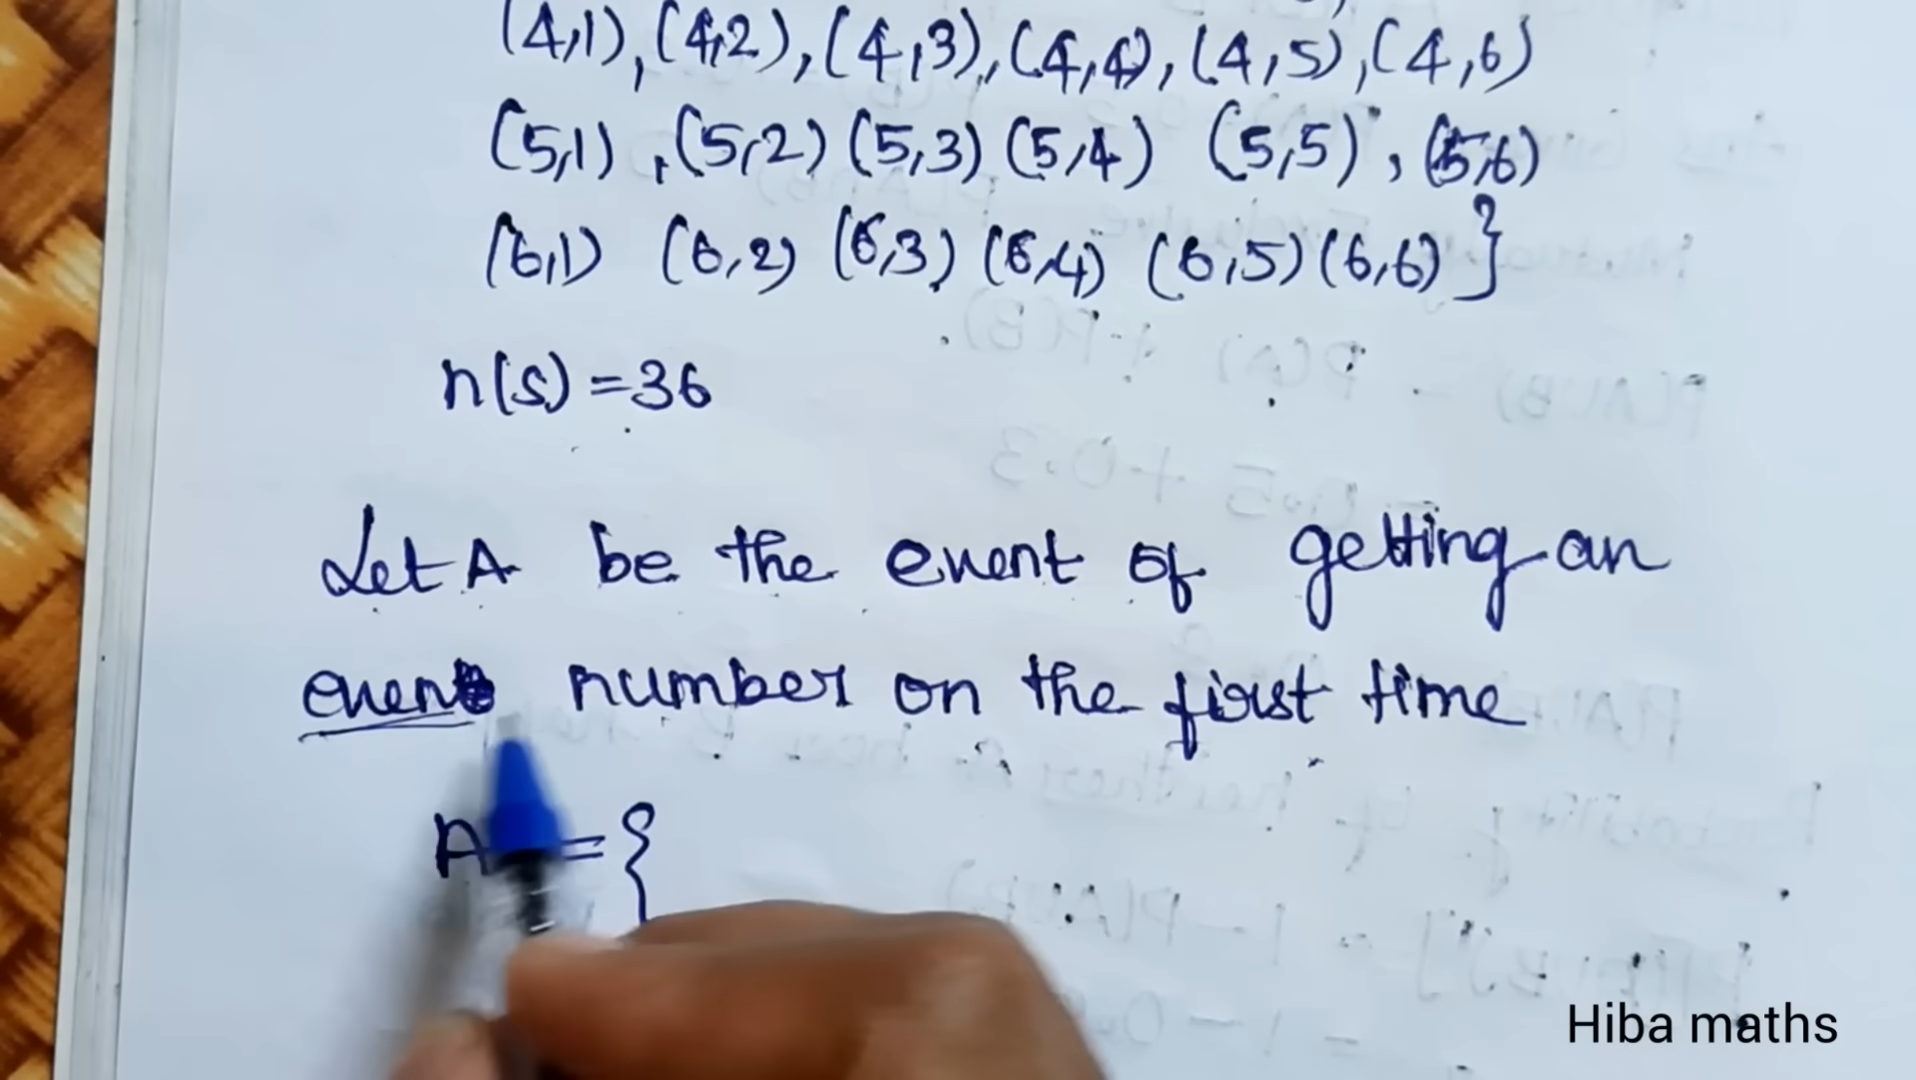 (4,1), (4,2), (4,3), (4,4), (4,5), (4,6)
(5,1), (5,2) (5,3) (5,4) (5,5), (5,6)
(6,1) (6,2) (6,3) (6,4) (6,5) (6,6) }
n(s) = 36
Let A be the event of getting an
even number on the first time
A = {
Hiba maths